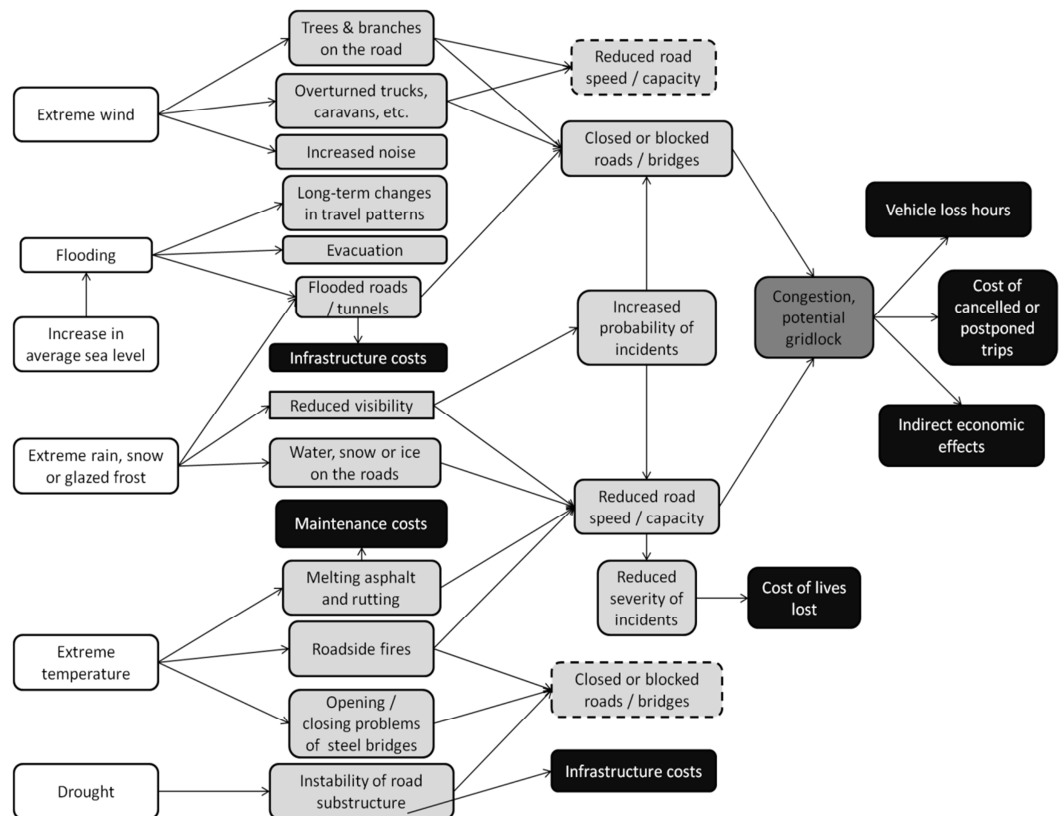 Trees & branches
on the road
Reduced road
speed / capacity
Extreme wind
Overturned trucks,
caravans, etc.
Closed or blocked
roads / bridges
Increased noise
Long-term changes
in travel patterns
Vehicle loss hours
Flooding
Evacuation
Flooded roads
/ tunnels
Increased
probability of
incidents
Congestion,
potential
gridlock
Cost of
cancelled or
postponed
trips
Increase in
average sea level
Infrastructure costs
Reduced visibility
Indirect economic
effects
Extreme rain, snow
or glazed frost
Water, snow or ice
on the roads
Reduced road
speed / capacity
Maintenance costs
Melting asphalt
and rutting
Reduced
severity of
incidents
Cost of lives
lost
Extreme
temperature
Roadside fires
Closed or blocked
roads / bridges
Opening /
closing problems
of steel bridges
Drought
Instability of road
substructure
Infrastructure costs